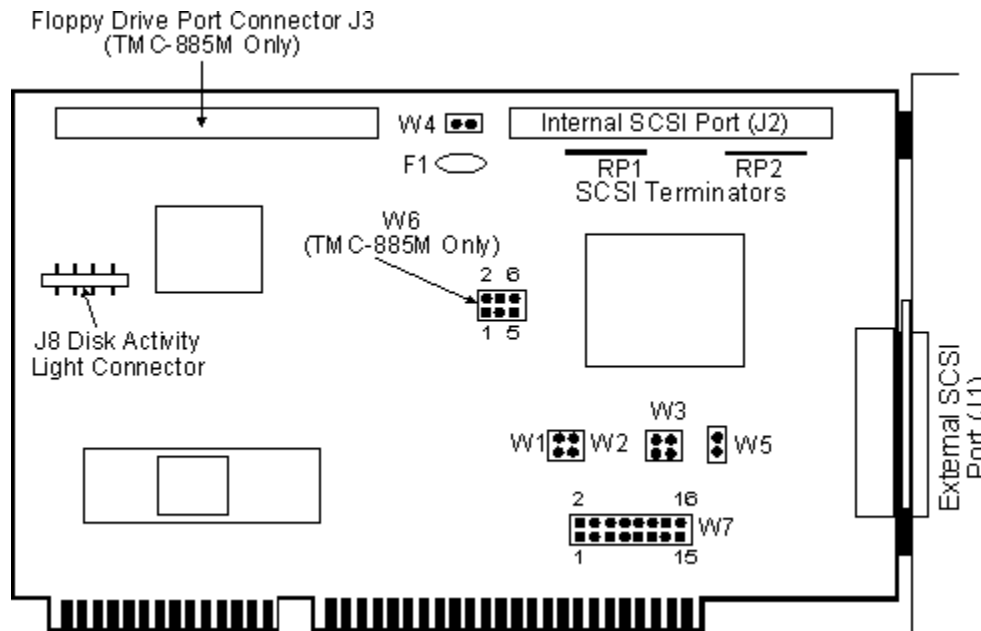 Floppy Drive Port Connector J3
(TMC-885M Only)
W4
Internal SCSI Port (J2)
F1
RP1
RP2
SCSI Terminators
W6
(TMC-885M Only)
2 6
1 5
J8 Disk Activity
Light Connector
W3
W1
W2
W5
External SCSI
Port (J1)
2
16
W7
1
15